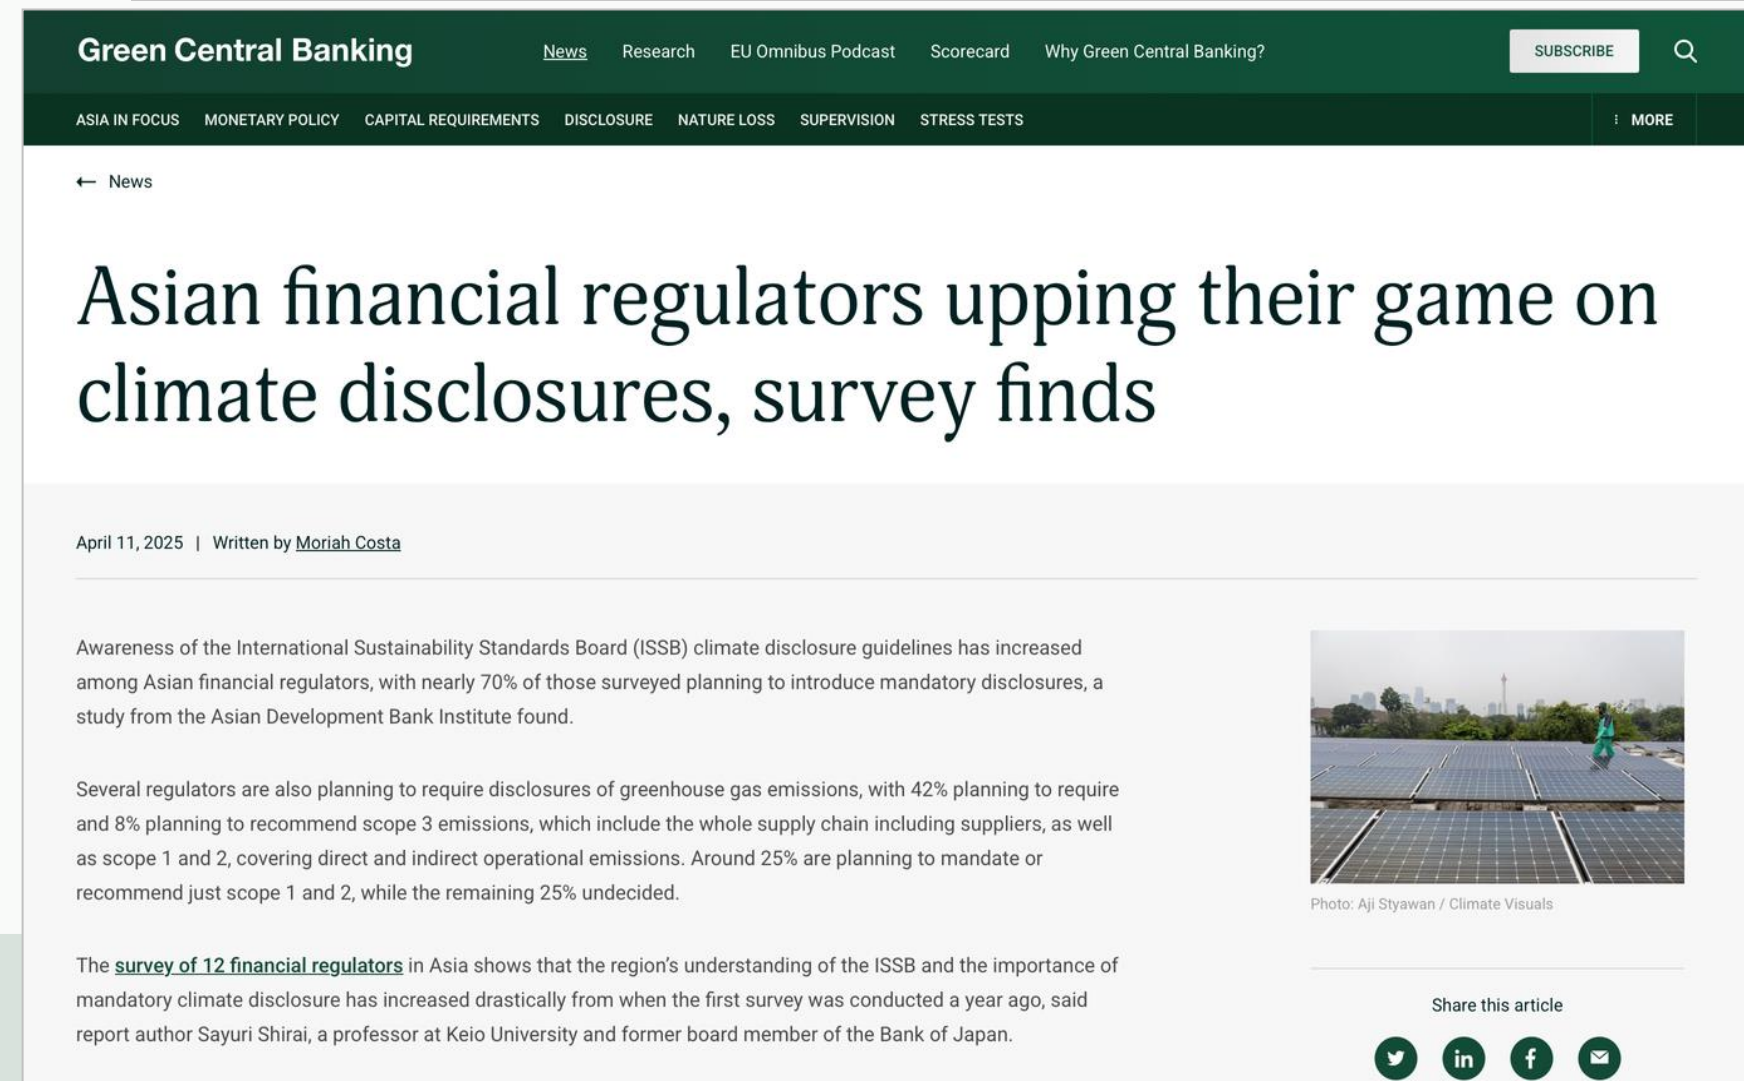 Green Central Banking
News Research EU Omnibus Podcast Scorecard Why Green Central Banking?
SUBSCRIBE
ASIA IN FOCUS MONETARY POLICY CAPITAL REQUIREMENTS DISCLOSURE NATURE LOSS SUPERVISION STRESS TESTS
MORE
← News
Asian financial regulators upping their game on
climate disclosures, survey finds
April 11, 2025 | Written by Moriah Costa
Awareness of the International Sustainability Standards Board (ISSB) climate disclosure guidelines has increased
among Asian financial regulators, with nearly 70% of those surveyed planning to introduce mandatory disclosures, a
study from the Asian Development Bank Institute found.
Several regulators are also planning to require disclosures of greenhouse gas emissions, with 42% planning to require
and 8% planning to recommend scope 3 emissions, which include the whole supply chain including suppliers, as well
as scope 1 and 2, covering direct and indirect operational emissions. Around 25% are planning to mandate or
recommend just scope 1 and 2, while the remaining 25% undecided.
The survey of 12 financial regulators in Asia shows that the region's understanding of the ISSB and the importance of
mandatory climate disclosure has increased drastically from when the first survey was conducted a year ago, said
report author Sayuri Shirai, a professor at Keio University and former board member of the Bank of Japan.
Photo: Aji Styawan / Climate Visuals
Share this article